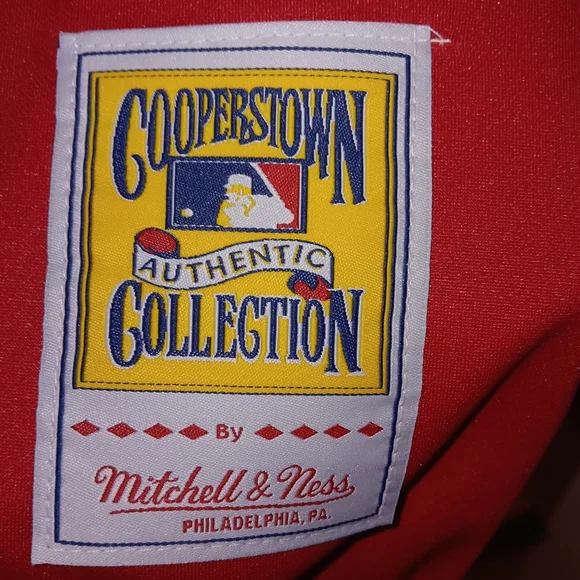 COOPERSTOWN
AUTHENTIC
COLLECTION
By
Mitchell & Ness
PHILADELPHIA, PA.